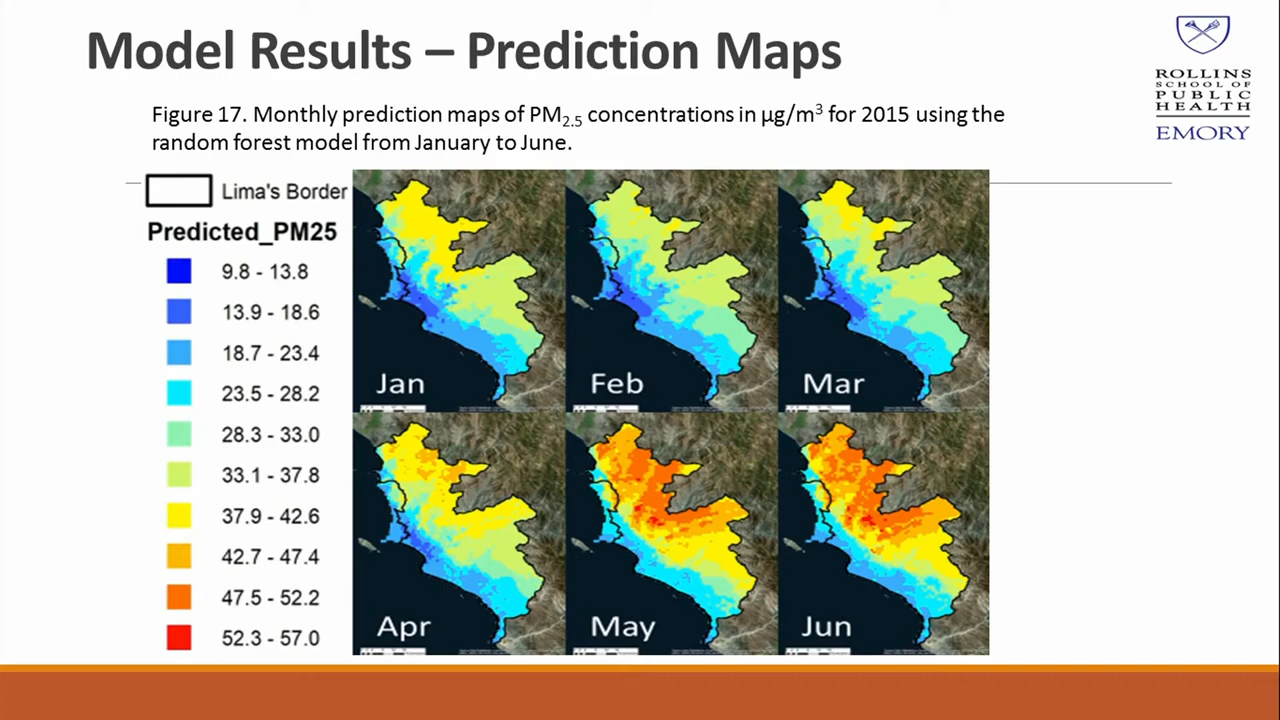 Model Results – Prediction Maps
ROLLINS
SCHOOL OF
PUBLIC
HEALTH
EMORY
Figure 17. Monthly prediction maps of PM2.5 concentrations in µg/m3 for 2015 using the
random forest model from January to June.
Lima's Border
Predicted_PM25
9.8 - 13.8
13.9 - 18.6
18.7 - 23.4
23.5 - 28.2
28.3 - 33.0
33.1 - 37.8
37.9 - 42.6
42.7 - 47.4
47.5 - 52.2
52.3 - 57.0
Jan
Feb
Mar
Apr
May
Jun